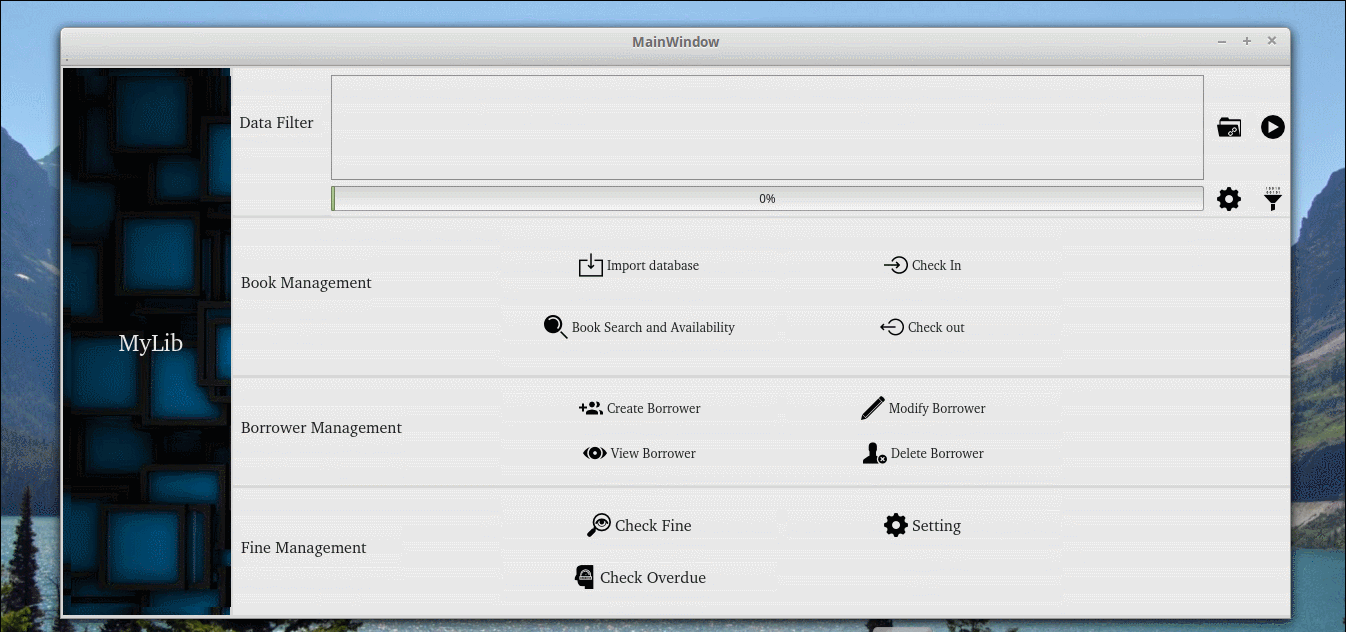 MainWindow
MyLib
Data Filter
0%
Book Management
Import database
Check In
Book Search and Availability
Check out
Borrower Management
Create Borrower
Modify Borrower
View Borrower
Delete Borrower
Fine Management
Check Fine
Setting
Check Overdue